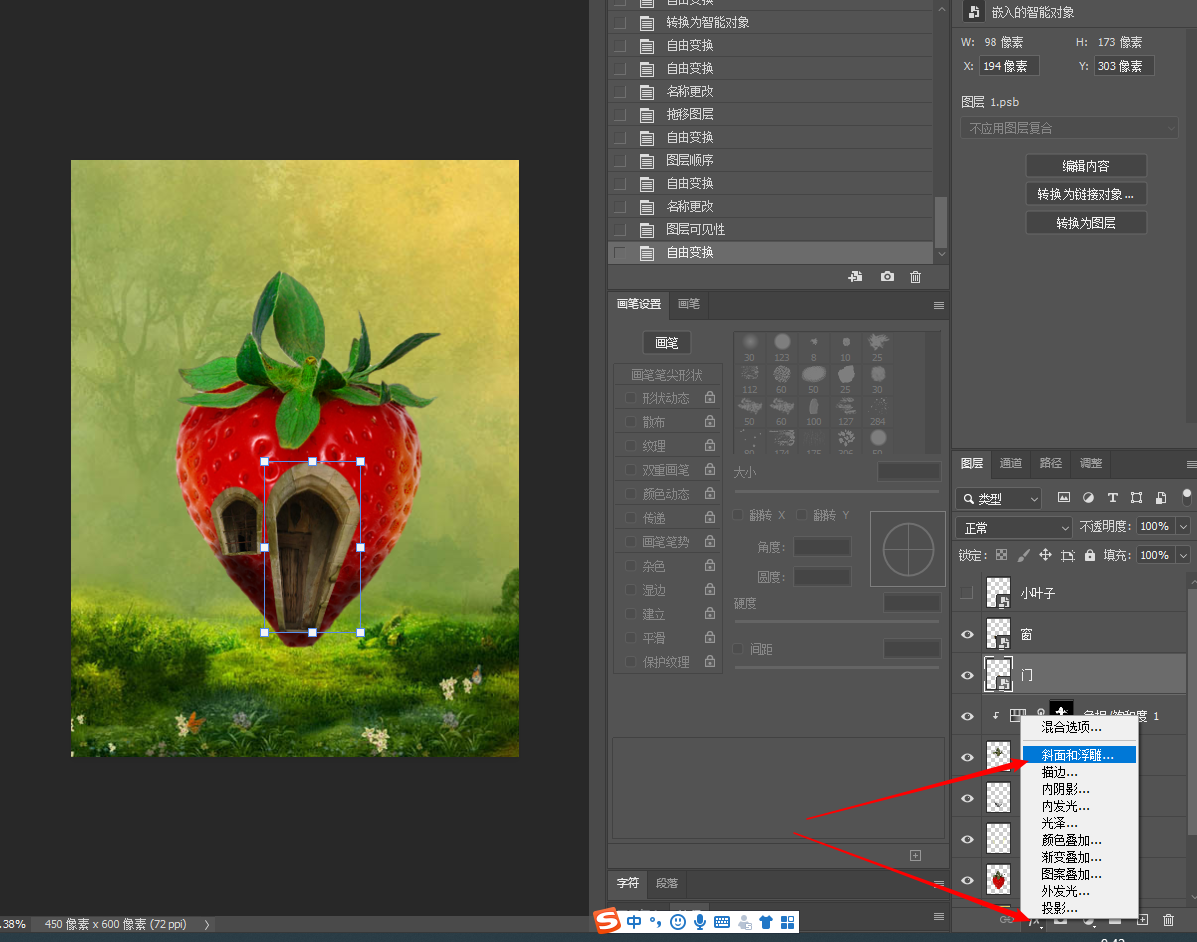 自由变换
转换为智能对象
自由变换
自由变换
名称更改
拖移图层
自由变换
图层顺序
自由变换
名称更改
图层可见性
自由变换
画笔设置 画笔
画笔
30 123 8 10 25
112 60 50 25 30
50 60 100 127 284
画笔笔尖形状
形状动态
散布
纹理
双重画笔
颜色动态
传递
画笔笔势
杂色
湿边
建立
平滑
保护纹理
大小
翻转 X 翻转 Y
角度:
圆度:
硬度
间距
字符 段落
嵌入的智能对象
W: 98 像素 H: 173 像素
X: 194 像素 Y: 303 像素
图层 1.psb
不应用图层复合
编辑内容
转换为链接对象...
转换为图层
图层 通道 路径 调整
类型
正常 不透明度: 100%
锁定: 填充: 100%
小叶子
窗
门
色相/饱和度 1
混合选项...
斜面和浮雕...
描边...
内阴影...
内发光...
光泽...
颜色叠加...
渐变叠加...
图案叠加...
外发光...
投影...
fx
.38% 450 像素 x 600 像素 (72 ppi)
S 中